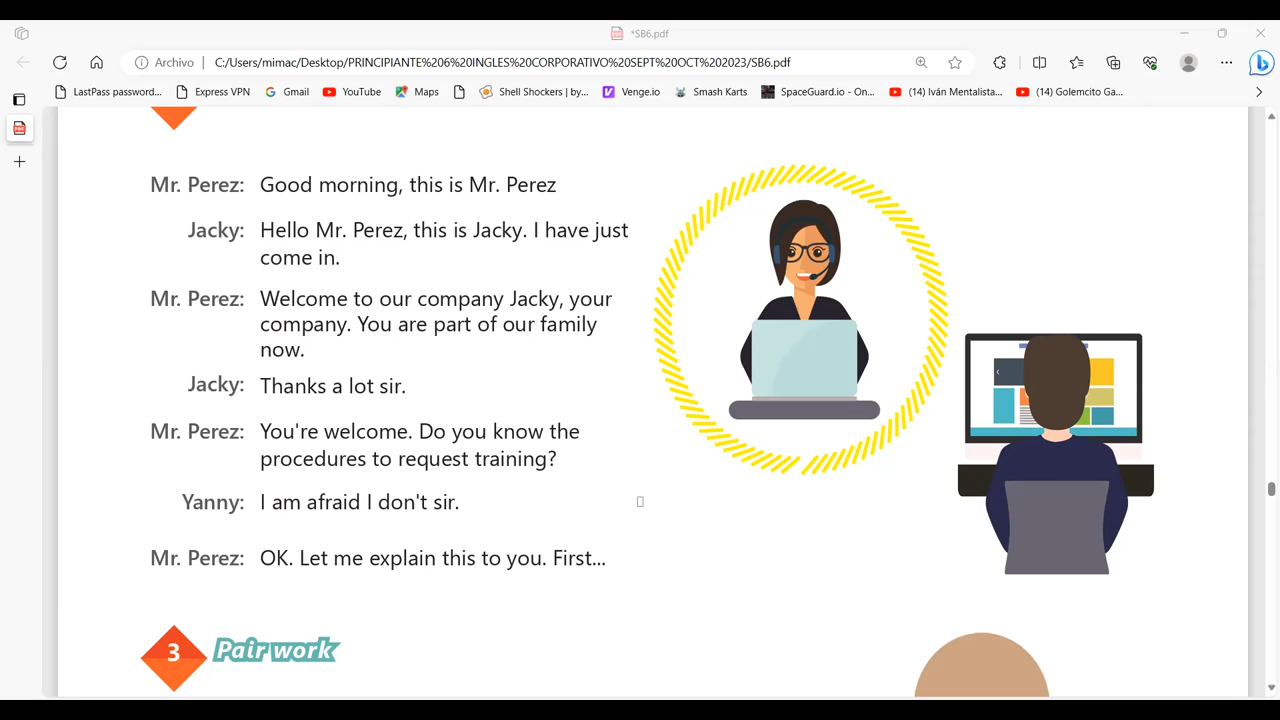 *SB6.pdf
Archivo C:/Users/mimac/Desktop/PRINCIPIANTE%206%20INGLES%20CORPORATIVO%20SEPT%20OCT%202023/SB6.pdf
LastPass password... Express VPN Gmail YouTube Maps Shell Shockers | by... Venge.io Smash Karts SpaceGuard.io - On... (14) Iván Mentalista... (14) Golemcito Ga...
Mr. Perez: Good morning, this is Mr. Perez
Jacky: Hello Mr. Perez, this is Jacky. I have just
come in.
Mr. Perez: Welcome to our company Jacky, your
company. You are part of our family
now.
Jacky: Thanks a lot sir.
Mr. Perez: You're welcome. Do you know the
procedures to request training?
Yanny: I am afraid I don't sir.
Mr. Perez: OK. Let me explain this to you. First...
3 Pair work